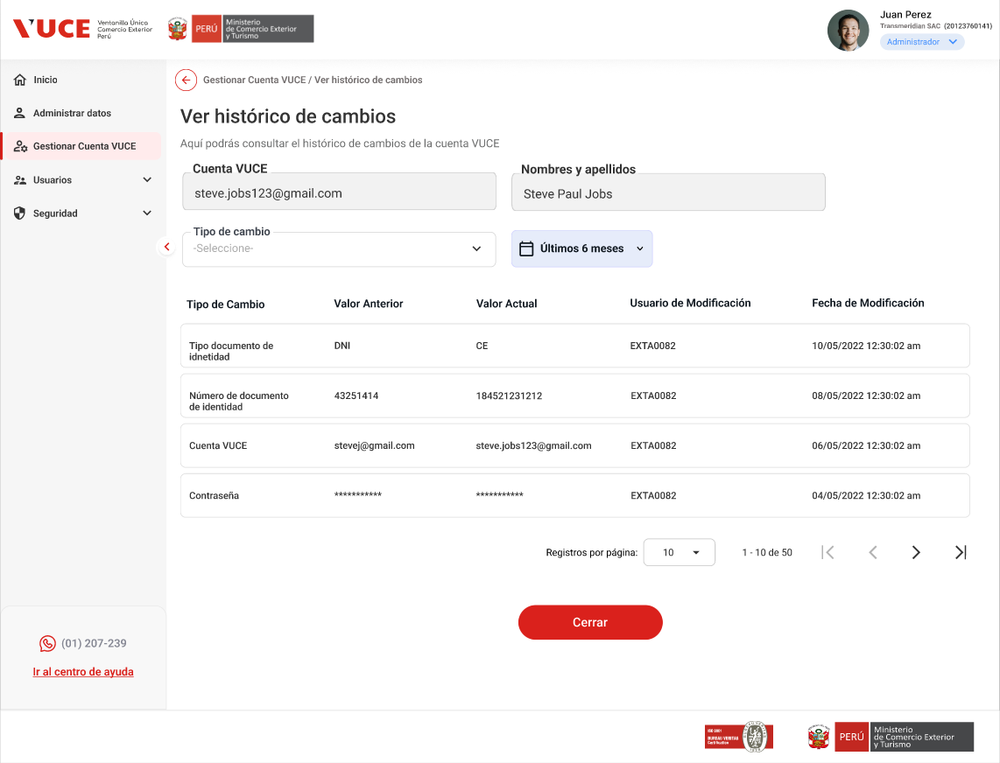 VUCE
Ventanilla Única
Comercio Exterior
Perú
PERÚ
Ministerio
de Comercio Exterior
y Turismo
Juan Perez
Transmeridian SAC (20123760141)
Administrador
Inicio
Administrar datos
Gestionar Cuenta VUCE
Usuarios
Seguridad
Gestionar Cuenta VUCE / Ver histórico de cambios
Ver histórico de cambios
Aquí podrás consultar el histórico de cambios de la cuenta VUCE
Cuenta VUCE
steve.jobs123@gmail.com
Nombres y apellidos
Steve Paul Jobs
Tipo de cambio
-Seleccione-
Últimos 6 meses
Tipo de Cambio Valor Anterior Valor Actual Usuario de Modificación Fecha de Modificación
Tipo documento de DNI CE EXTA0082 10/05/2022 12:30:02 am
idnetidad
Número de documento 43251414 184521231212 EXTA0082 08/05/2022 12:30:02 am
de identidad
Cuenta VUCE stevej@gmail.com steve.jobs123@gmail.com EXTA0082 06/05/2022 12:30:02 am
Contraseña *********** *********** EXTA0082 04/05/2022 12:30:02 am
Registros por página: 10 1 - 10 de 50
Cerrar
(01) 207-239
Ir al centro de ayuda
ISO 9001
BUREAU VERITAS
Certification
PERÚ
Ministerio
de Comercio Exterior
y Turismo